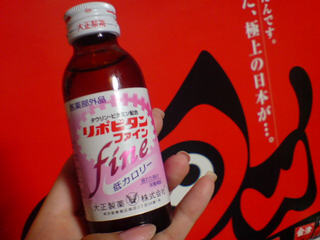 大正製薬
医薬部外品
タウリン・ビタミン配合
リポビタン
ファイン
fine
低カロリー
大正製薬 株式会社
んです。
た、極上の日本が…。